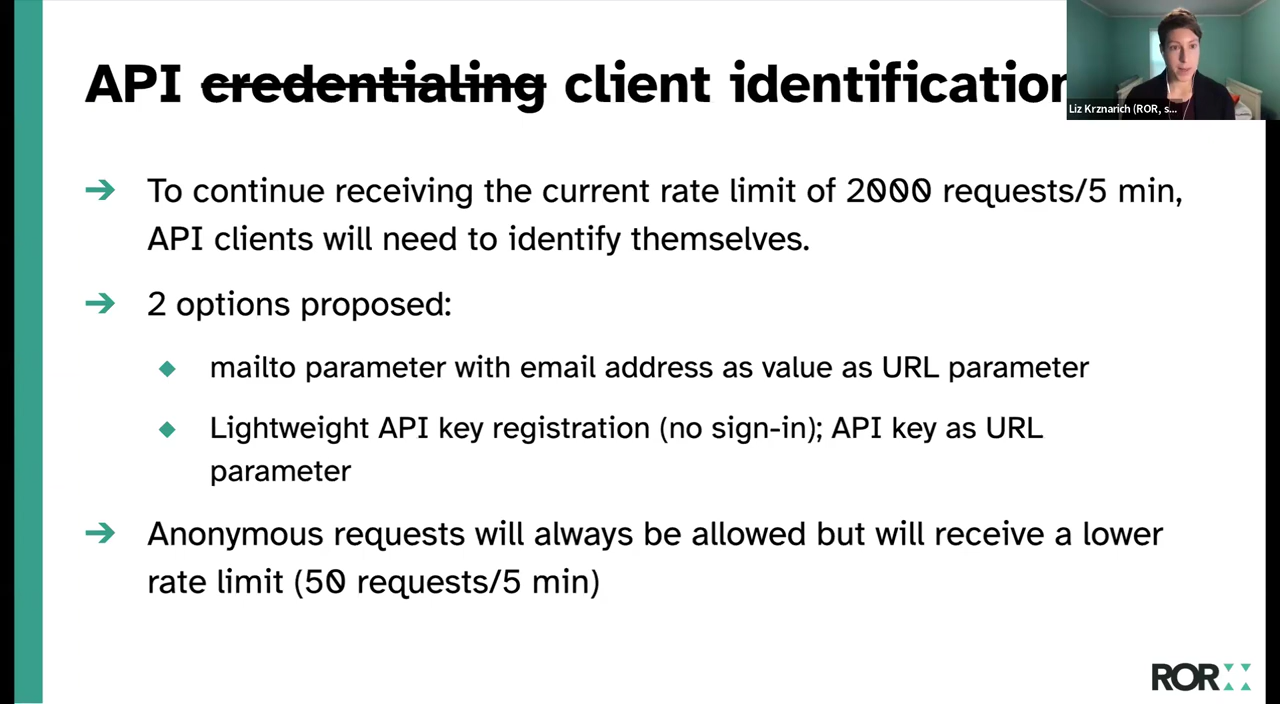 API credentialing client identification
Liz Krznarich (ROR, s...
➔ To continue receiving the current rate limit of 2000 requests/5 min,
API clients will need to identify themselves.
➔ 2 options proposed:
◆ mailto parameter with email address as value as URL parameter
◆ Lightweight API key registration (no sign-in); API key as URL
parameter
➔ Anonymous requests will always be allowed but will receive a lower
rate limit (50 requests/5 min)
ROR